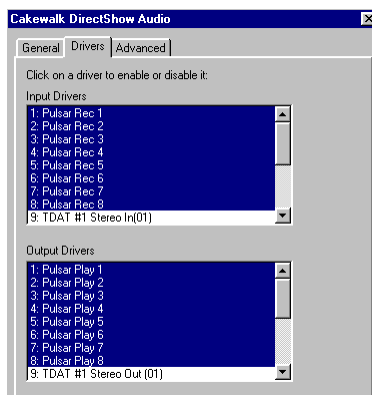 Cakewalk DirectShow Audio
General Drivers Advanced
Click on a driver to enable or disable it:
Input Drivers
1: Pulsar Rec 1
2: Pulsar Rec 2
3: Pulsar Rec 3
4: Pulsar Rec 4
5: Pulsar Rec 5
6: Pulsar Rec 6
7: Pulsar Rec 7
8: Pulsar Rec 8
9: TDAT #1 Stereo In(01)
Output Drivers
1: Pulsar Play 1
2: Pulsar Play 2
3: Pulsar Play 3
4: Pulsar Play 4
5: Pulsar Play 5
6: Pulsar Play 6
7: Pulsar Play 7
8: Pulsar Play 8
9: TDAT #1 Stereo Out (01)